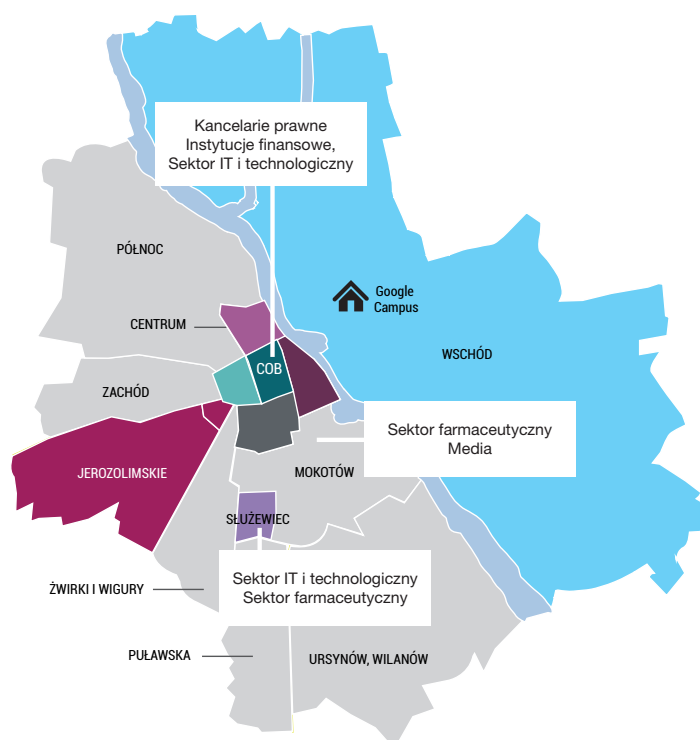 Kancelarie prawne
Instytucje finansowe,
Sektor IT i technologiczny
PÓŁNOC
Google
Campus
CENTRUM
WSCHÓD
COB
ZACHÓD
Sektor farmaceutyczny
Media
JEROZOLIMSKIE
MOKOTÓW
SŁUŻEWIEC
Sektor IT i technologiczny
Sektor farmaceutyczny
ŻWIRKI I WIGURY
PUŁAWSKA
URSYNÓW, WILANÓW